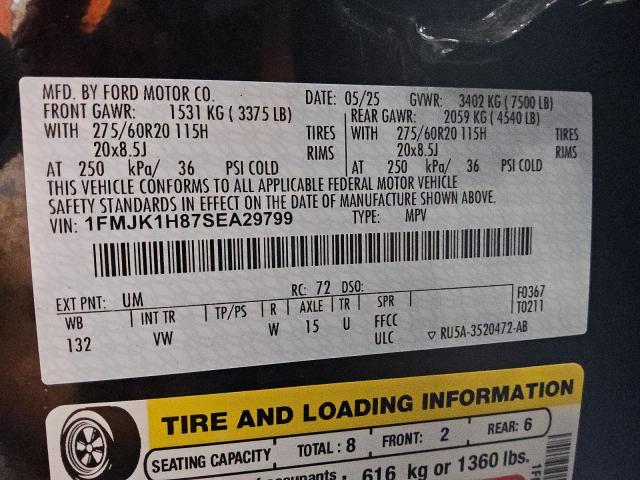 MFD. BY FORD MOTOR CO. DATE: 05/25 GVWR: 3402 KG ( 7500 LB)
FRONT GAWR: 1531 KG ( 3375 LB) REAR GAWR: 2059 KG ( 4540 LB)
WITH 275/60R20 115H TIRES WITH 275/60R20 115H TIRES
20x8.5J RIMS 20x8.5J RIMS
AT 250 kPa/ 36 PSI COLD AT 250 kPa/ 36 PSI COLD
THIS VEHICLE CONFORMS TO ALL APPLICABLE FEDERAL MOTOR VEHICLE
SAFETY STANDARDS IN EFFECT ON THE DATE OF MANUFACTURE SHOWN ABOVE.
VIN: 1FMJK1H87SEA29799 TYPE: MPV
EXT PNT: UM RC: 72 DSO: F0367
WB INT TR TP/PS R AXLE TR SPR T0211
132 VW W 15 U FFCC
ULC ▽ RU5A-3520472-AB
TIRE AND LOADING INFORMATION
SEATING CAPACITY TOTAL: 8 FRONT: 2 REAR: 6
occupants 616 kg or 1360 lbs.